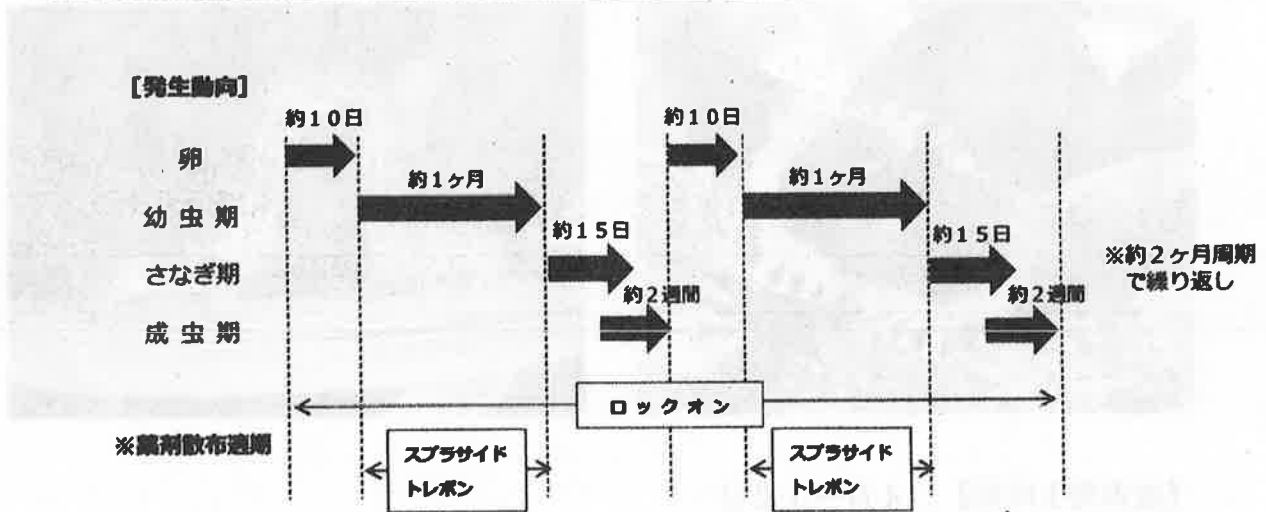 [発生動向]
約10日
約10日
卵
約1ヶ月
約1ヶ月
幼虫期
約15日
約15日
さなぎ期
※約2ヶ月周期
で繰り返し
約2週間
約2週間
成虫期
ロックオン
※薬剤散布適期
スプラサイド
トレボン
スプラサイド
トレボン